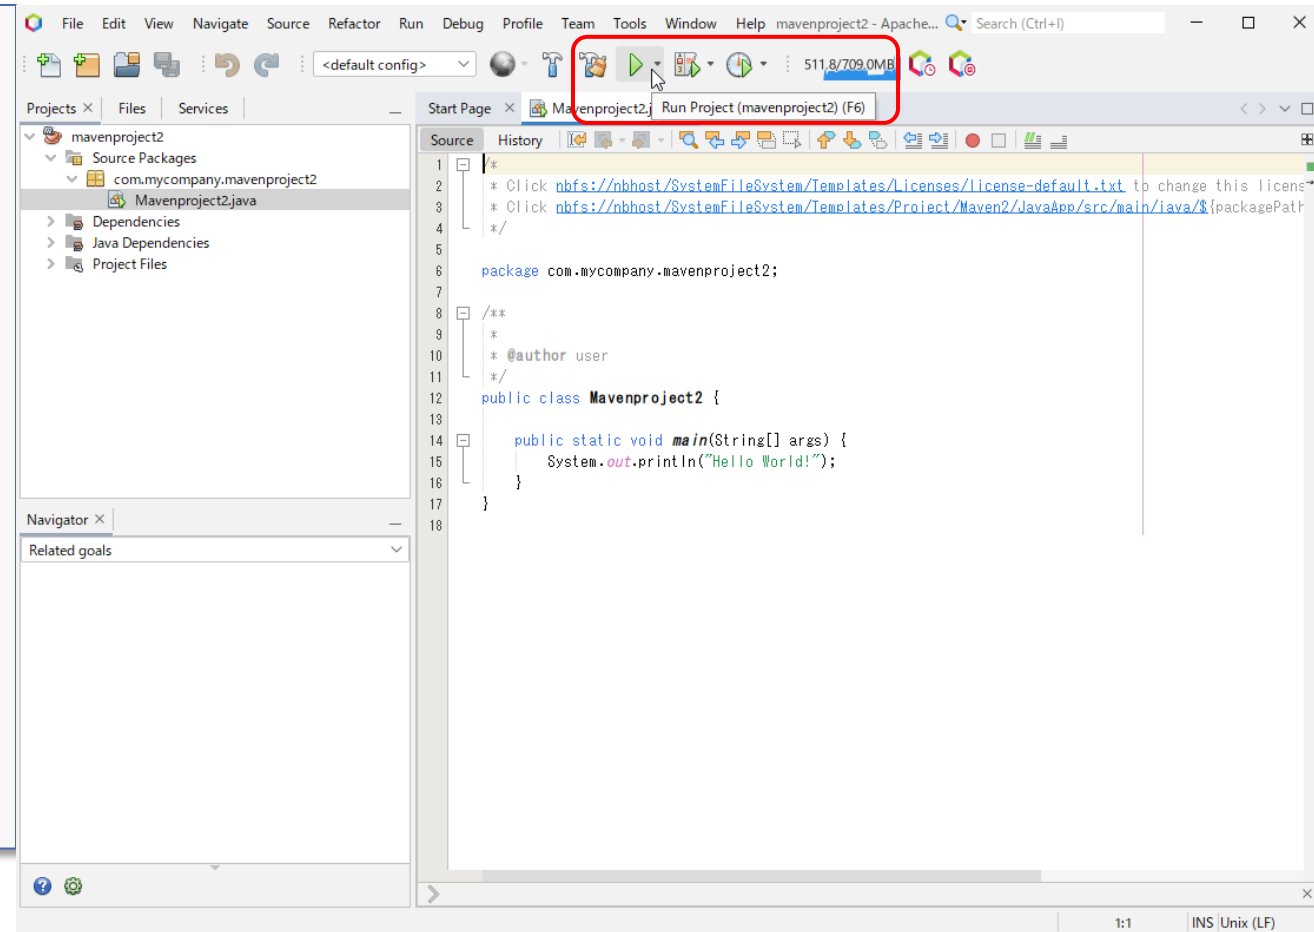 File Edit View Navigate Source Refactor Run Debug Profile Team Tools Window Help mavenproject2 - Apache... Search (Ctrl+I)
<default config> 511.8/709.0MB
Run Project (mavenproject2) (F6)
Projects Files Services
Start Page Mavenproject2.j
mavenproject2
Source Packages
com.mycompany.mavenproject2
Mavenproject2.java
Dependencies
Java Dependencies
Project Files
Source History
1 /*
2 * Click nbfs://nbhost/SystemFileSystem/Templates/Licenses/license-default.txt to change this licens
3 * Click nbfs://nbhost/SystemFileSystem/Templates/Project/Maven2/JavaApp/src/main/java/${packagePath
4 */
5
6 package com.mycompany.mavenproject2;
7
8 /**
9 *
10 * @author user
11 */
12 public class Mavenproject2 {
13
14 public static void main(String[] args) {
15 System.out.println("Hello World!");
16 }
17 }
18
Navigator
Related goals
1:1 INS Unix (LF)